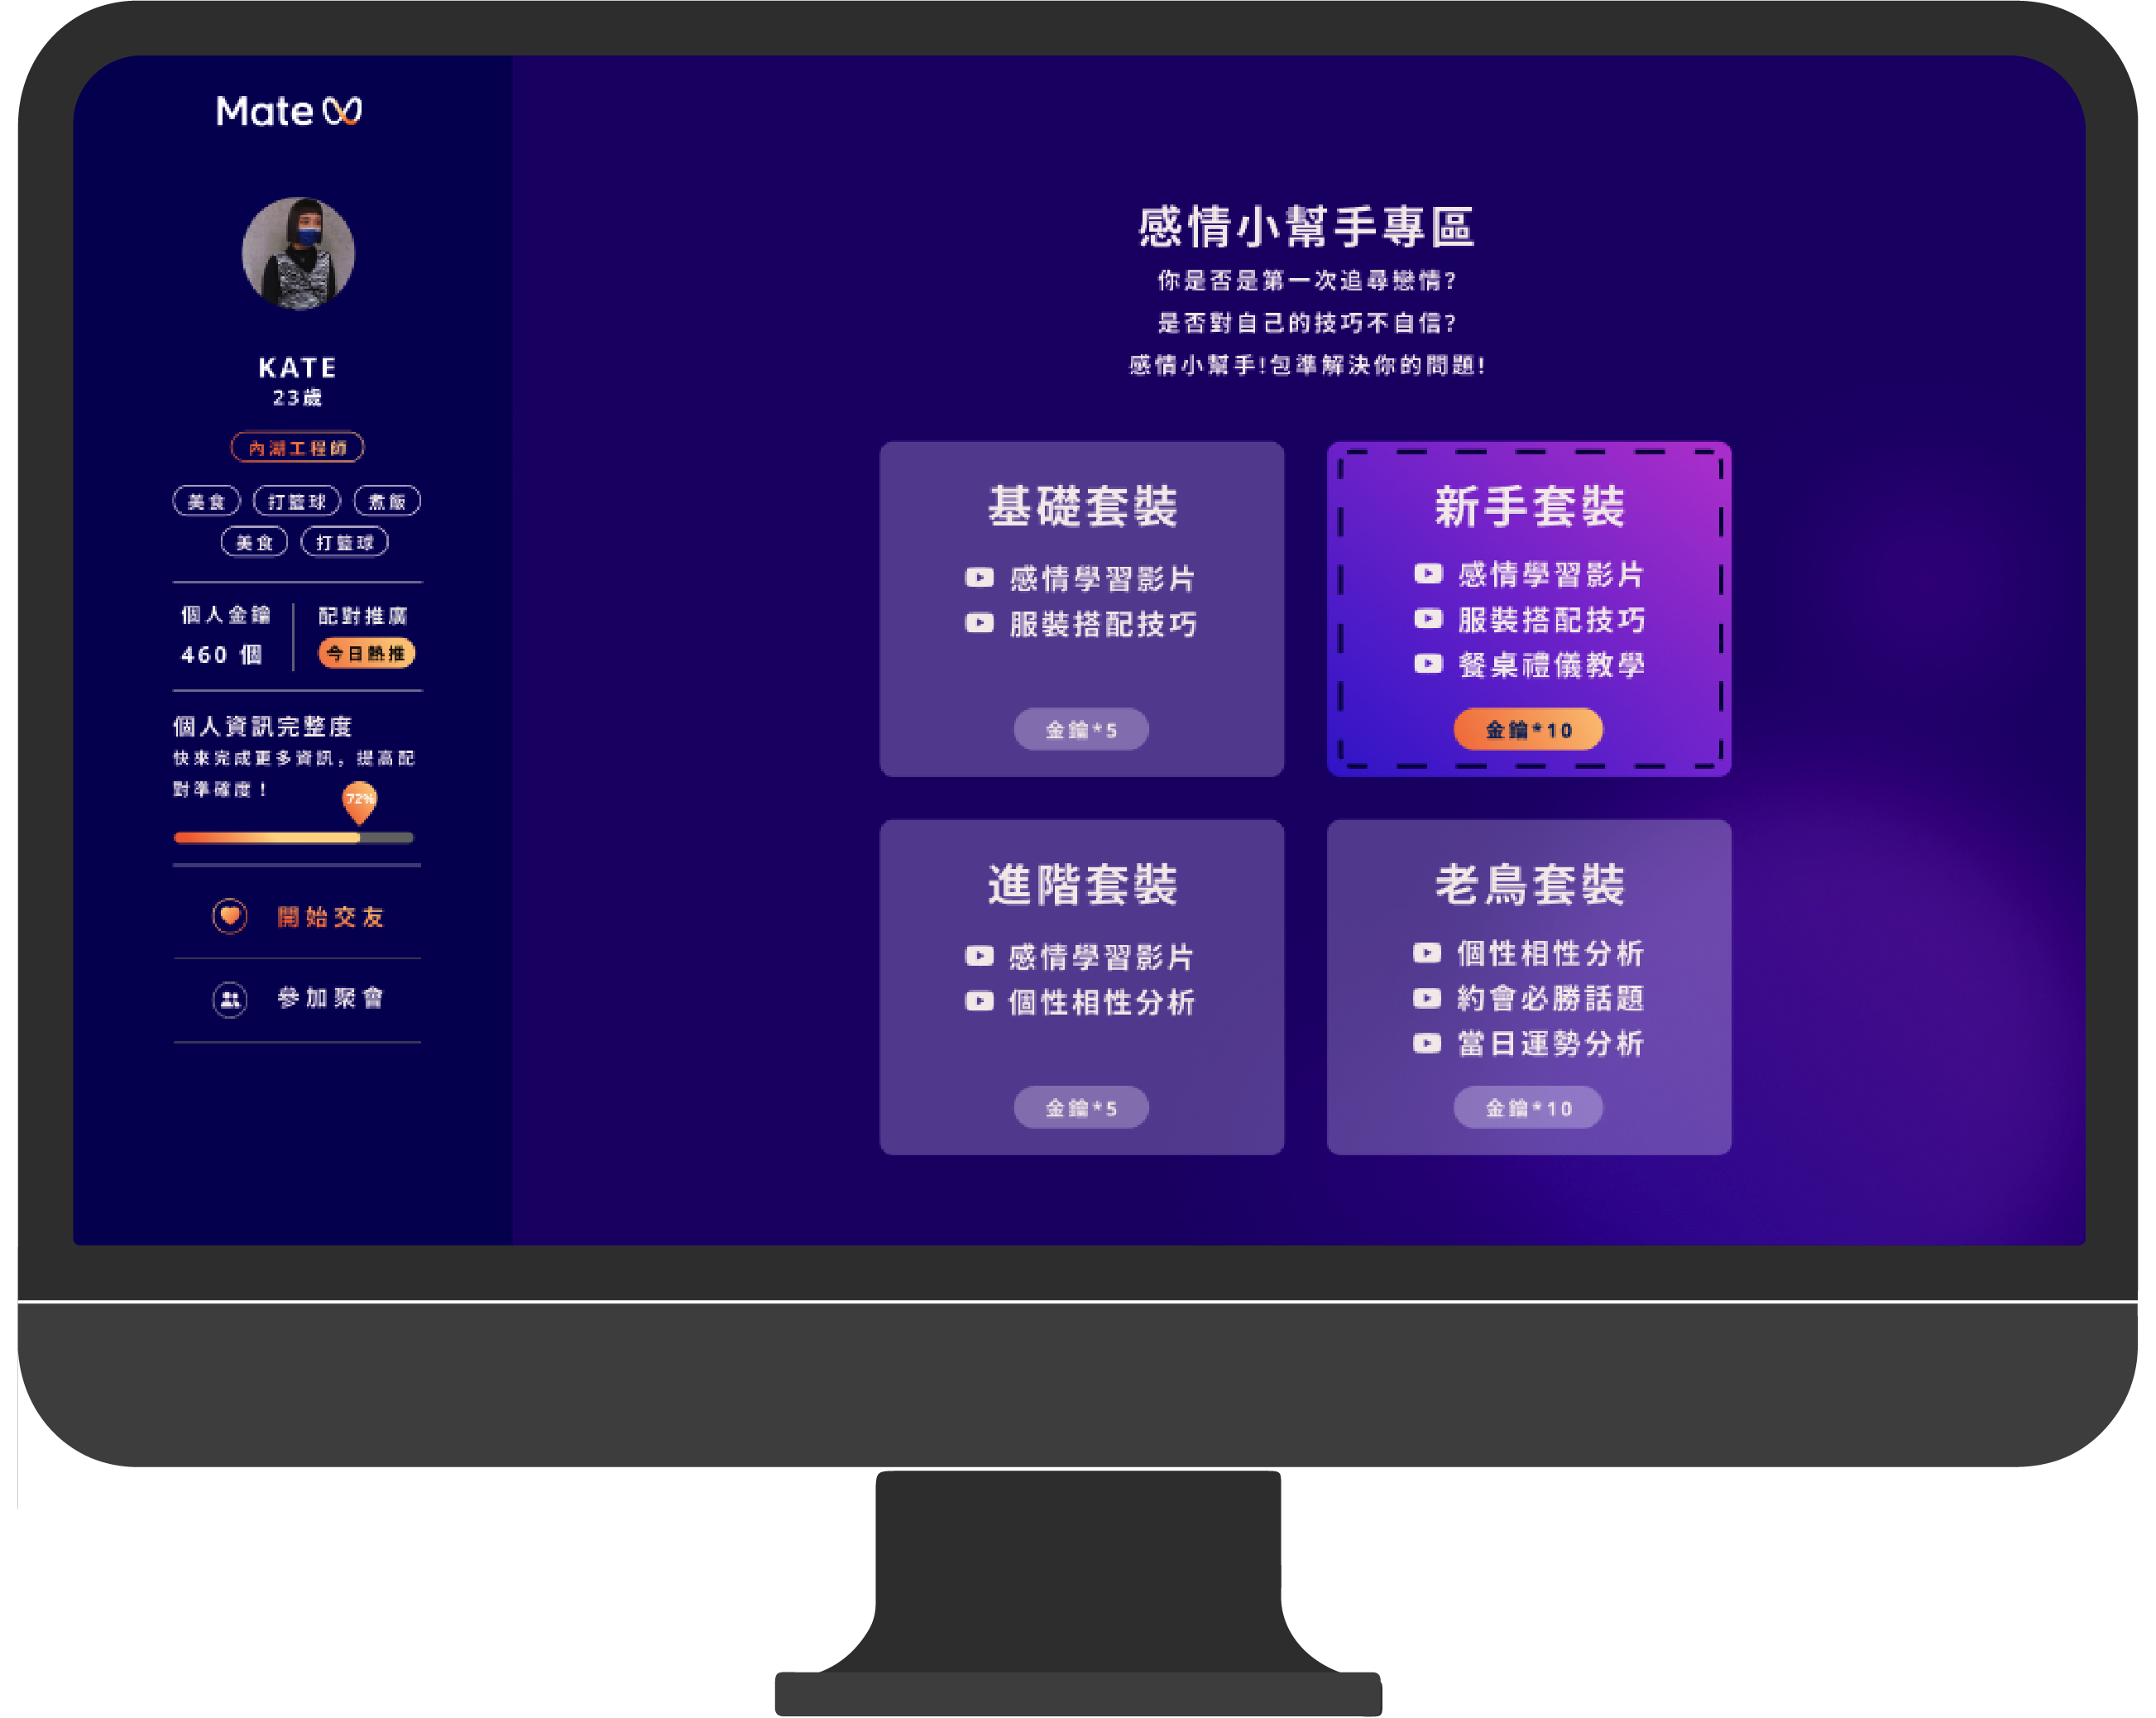 Mate
KATE
23歲
內湖工程師
美食 打籃球 煮飯
美食 打籃球
個人金鑰 配對推廣
460 個 今日熱推
個人資訊完整度
快來完成更多資訊，提高配
對準確度！
72%
開始交友
參加聚會
感情小幫手專區
你是否是第一次追尋戀情?
是否對自己的技巧不自信?
感情小幫手!包準解決你的問題!
基礎套裝
感情學習影片
服裝搭配技巧
金鑰*5
新手套裝
感情學習影片
服裝搭配技巧
餐桌禮儀教學
金鑰*10
進階套裝
感情學習影片
個性相性分析
金鑰*5
老鳥套裝
個性相性分析
約會必勝話題
當日運勢分析
金鑰*10